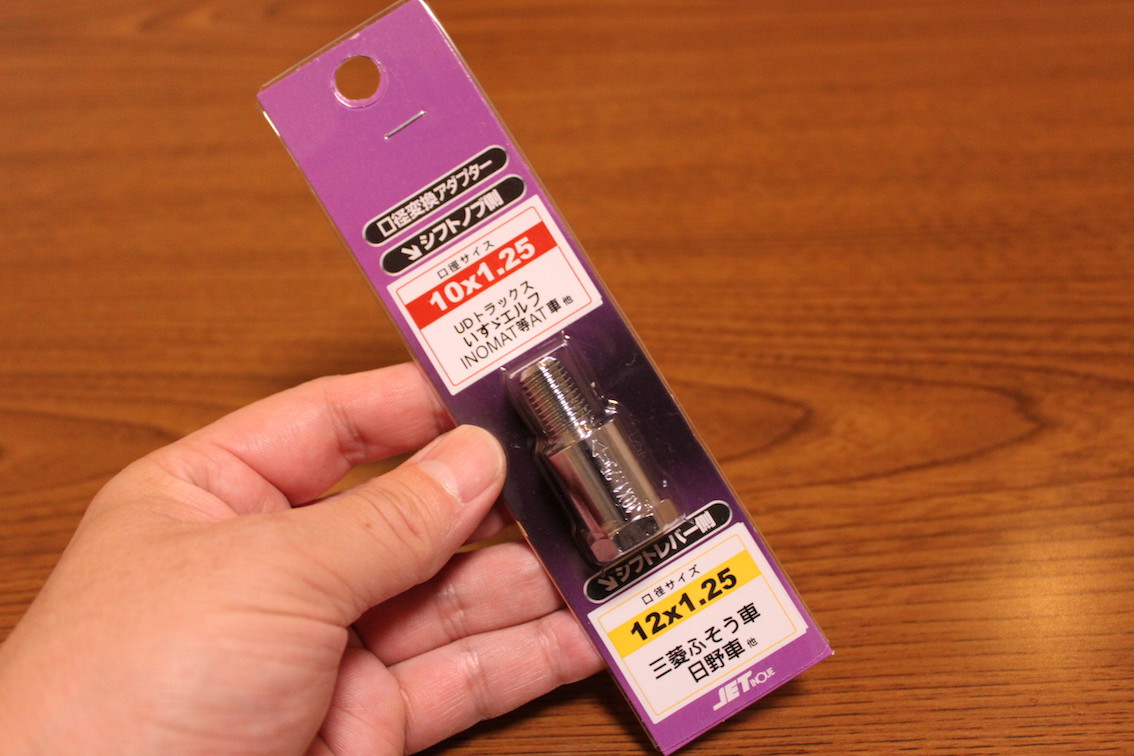 口径変換アダプター
シフトノブ側
口径サイズ
10x1.25
UDトラックス
いすゞエルフ
INOMAT等AT車 他
シフトレバー側
口径サイズ
12x1.25
三菱ふそう車
日野車 他
JET INOUE